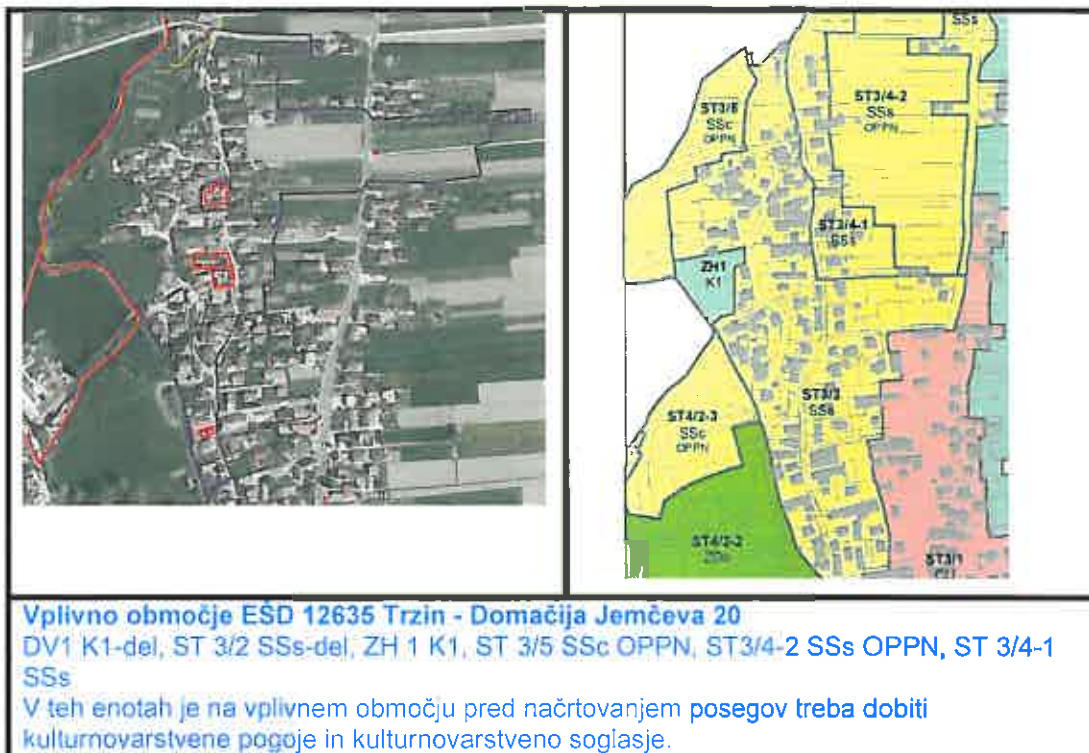 SSs
ST3/5
SSc
OPPN
ST3/4-2
SSs
OPPN
ST3/4-1
SSs
ZH1
K1
ST3/2
SSs
ST4/2-3
SSc
OPPN
ST4/2-2
ST3/1
Vplivno območje EŠD 12635 Trzin - Domačija Jemčeva 20
DV1 K1-del, ST 3/2 SSs-del, ZH 1 K1, ST 3/5 SSc OPPN, ST3/4-2 SSs OPPN, ST 3/4-1
SSs
V teh enotah je na vplivnem območju pred načrtovanjem posegov treba dobiti
kulturnovarstvene pogoje in kulturnovarstveno soglasje.